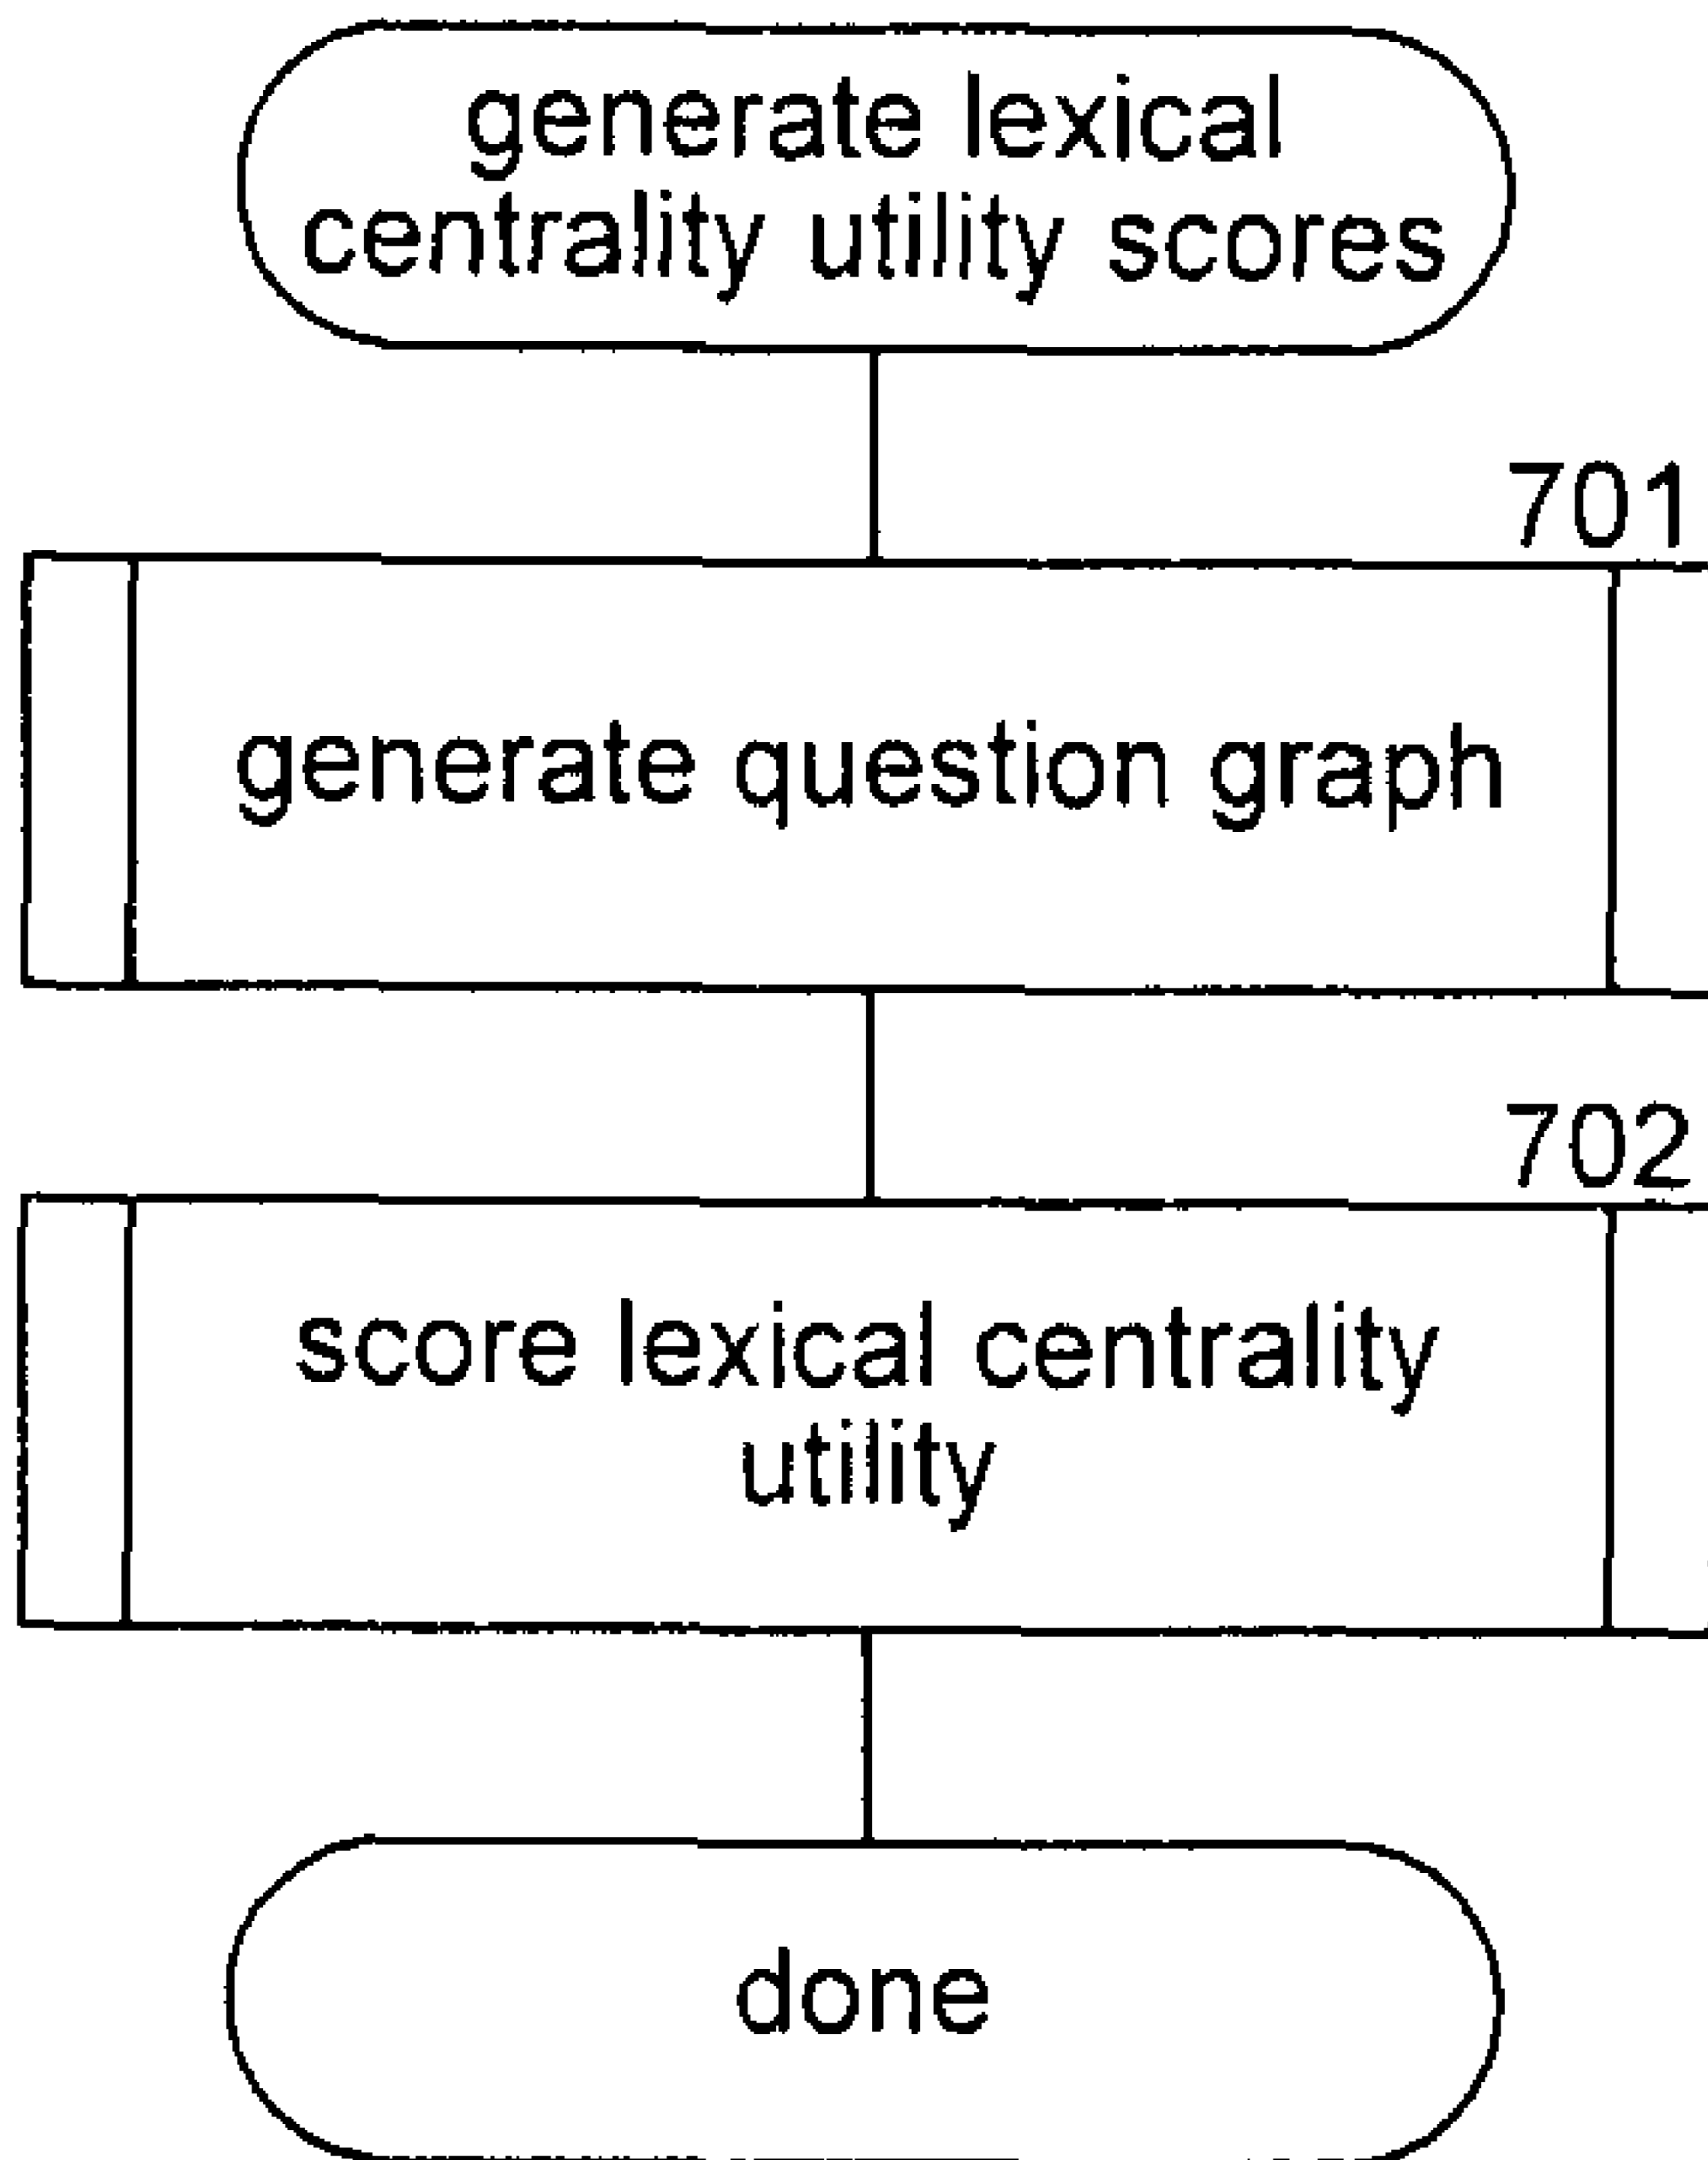 generate lexical
centrality utility scores
701
generate question graph
702
score lexical centrality
utility
done